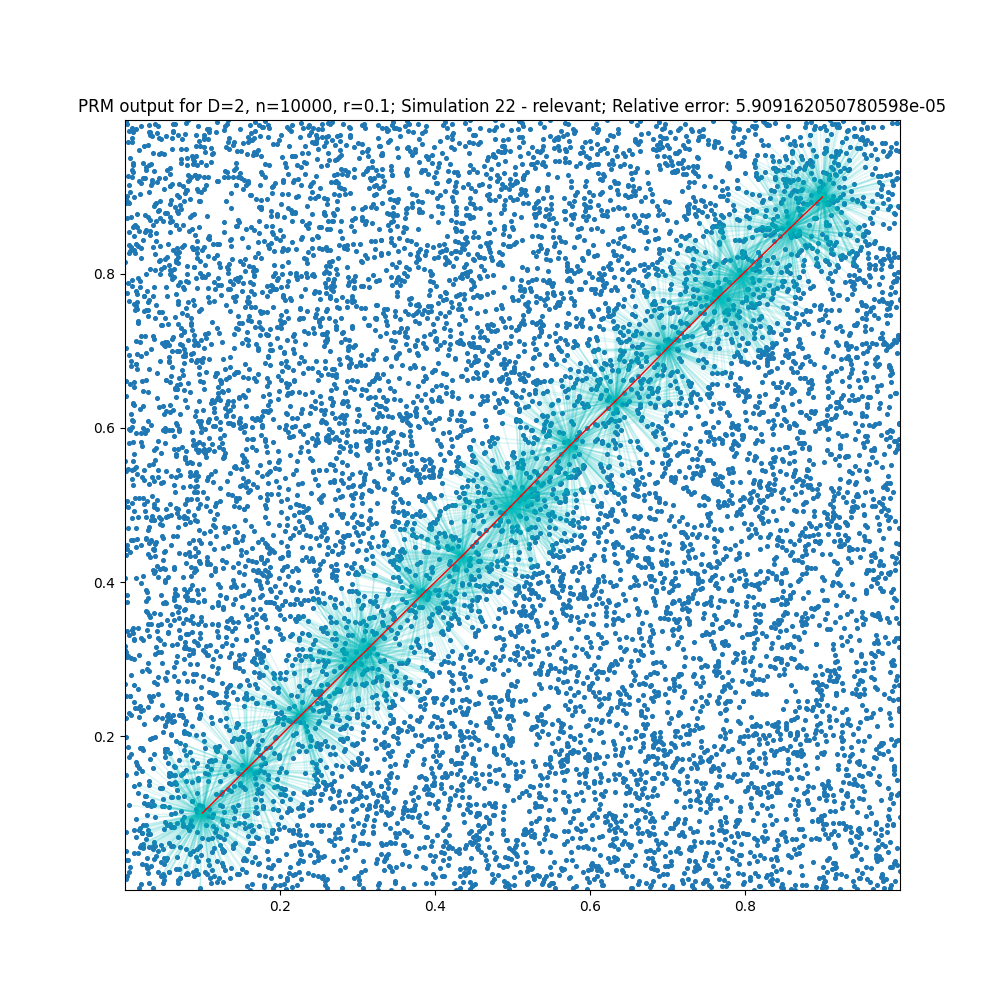 PRM output for D=2, n=10000, r=0.1; Simulation 22 - relevant; Relative error: 5.909162050780598e-05
0.8
0.6
0.4
0.2
0.2 0.4 0.6 0.8